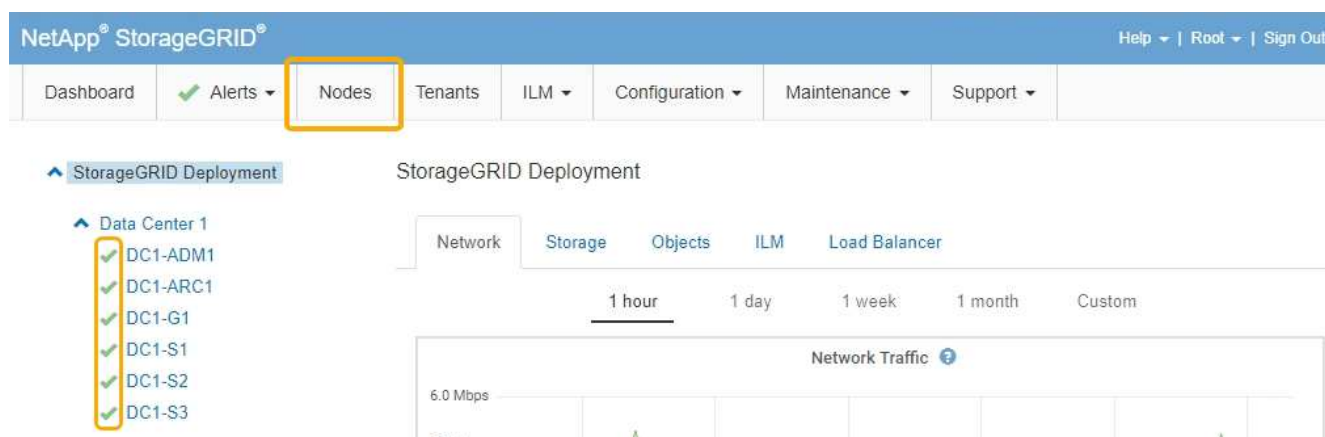 NetApp® StorageGRID®
Help | Root | Sign Out
Dashboard Alerts Nodes Tenants ILM Configuration Maintenance Support
StorageGRID Deployment
StorageGRID Deployment
Data Center 1
DC1-ADM1
DC1-ARC1
DC1-G1
DC1-S1
DC1-S2
DC1-S3
Network Storage Objects ILM Load Balancer
1 hour 1 day 1 week 1 month Custom
Network Traffic ?
6.0 Mbps